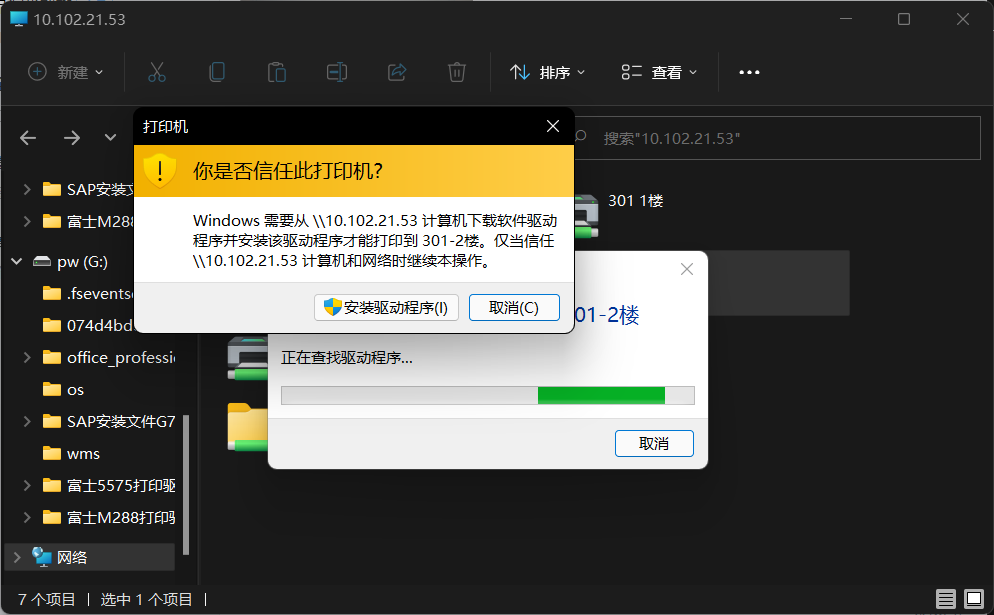 10.102.21.53
新建
排序
查看
搜索"10.102.21.53"
打印机
你是否信任此打印机?
Windows 需要从 \\10.102.21.53 计算机下载软件驱动
程序并安装该驱动程序才能打印到 301-2楼。仅当信任
\\10.102.21.53 计算机和网络时继续本操作。
安装驱动程序(I)
取消(C)
301 1楼
01-2楼
正在查找驱动程序...
取消
SAP安装文
富士M288
pw (G:)
.fsevents
074d4bd
office_professi
os
SAP安装文件G7
wms
富士5575打印驱
富士M288打印驱
网络
7 个项目
选中 1 个项目